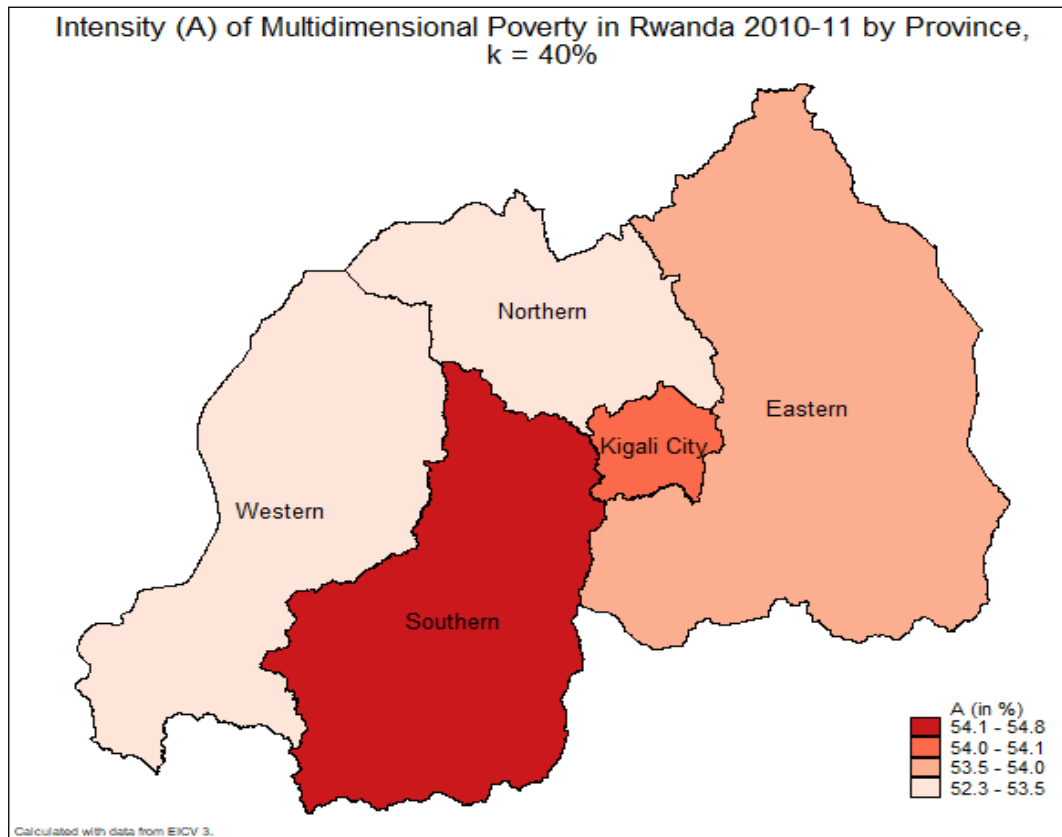 Intensity (A) of Multidimensional Poverty in Rwanda 2010-11 by Province,
k = 40%
Northern
Eastern
Kigali City
Western
Southern
A (in %)
54.1 - 54.8
54.0 - 54.1
53.5 - 54.0
52.3 - 53.5
Calculated with data from EICV 3.